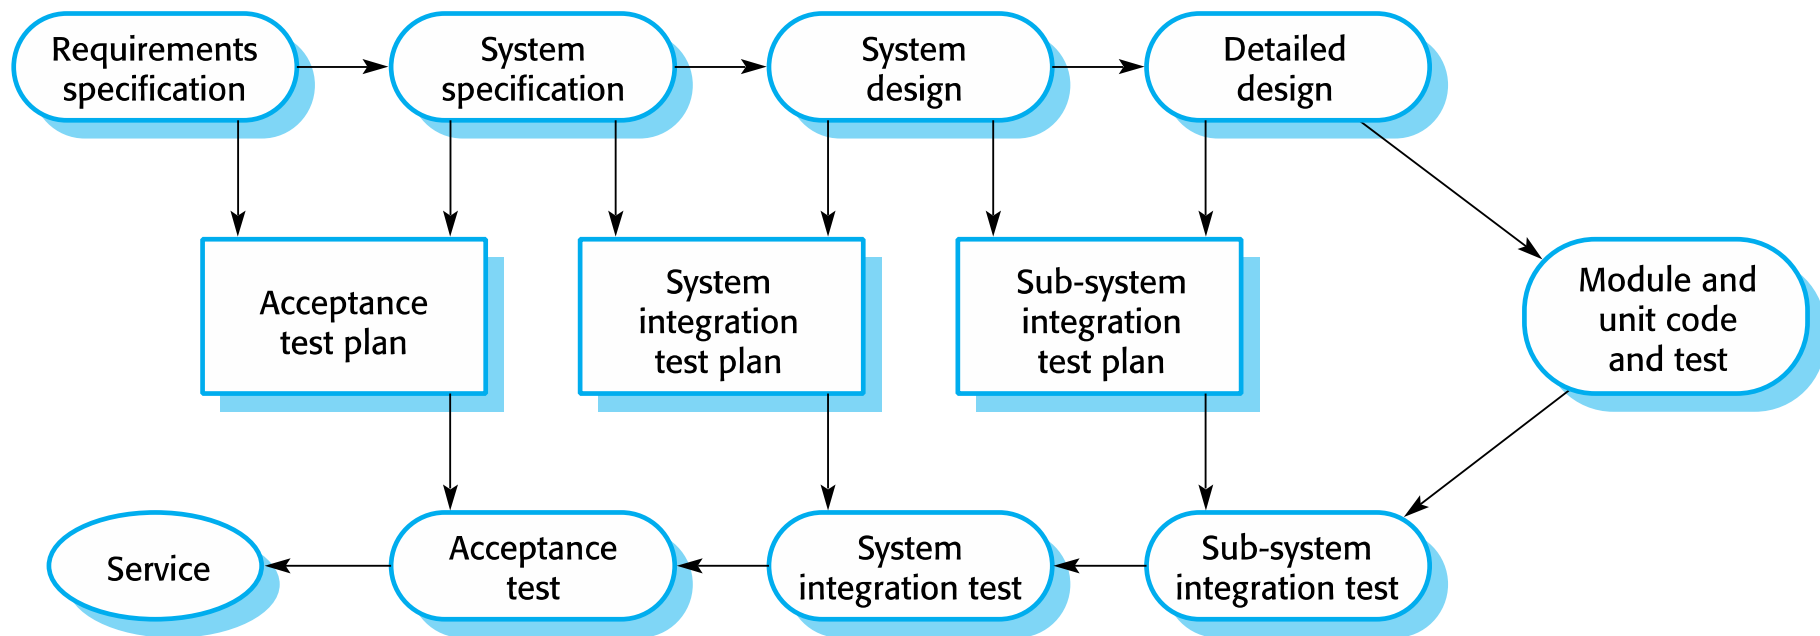 Requirements
specification
System
specification
System
design
Detailed
design
Acceptance
test plan
System
integration
test plan
Sub-system
integration
test plan
Module and
unit code
and test
Service
Acceptance
test
System
integration test
Sub-system
integration test